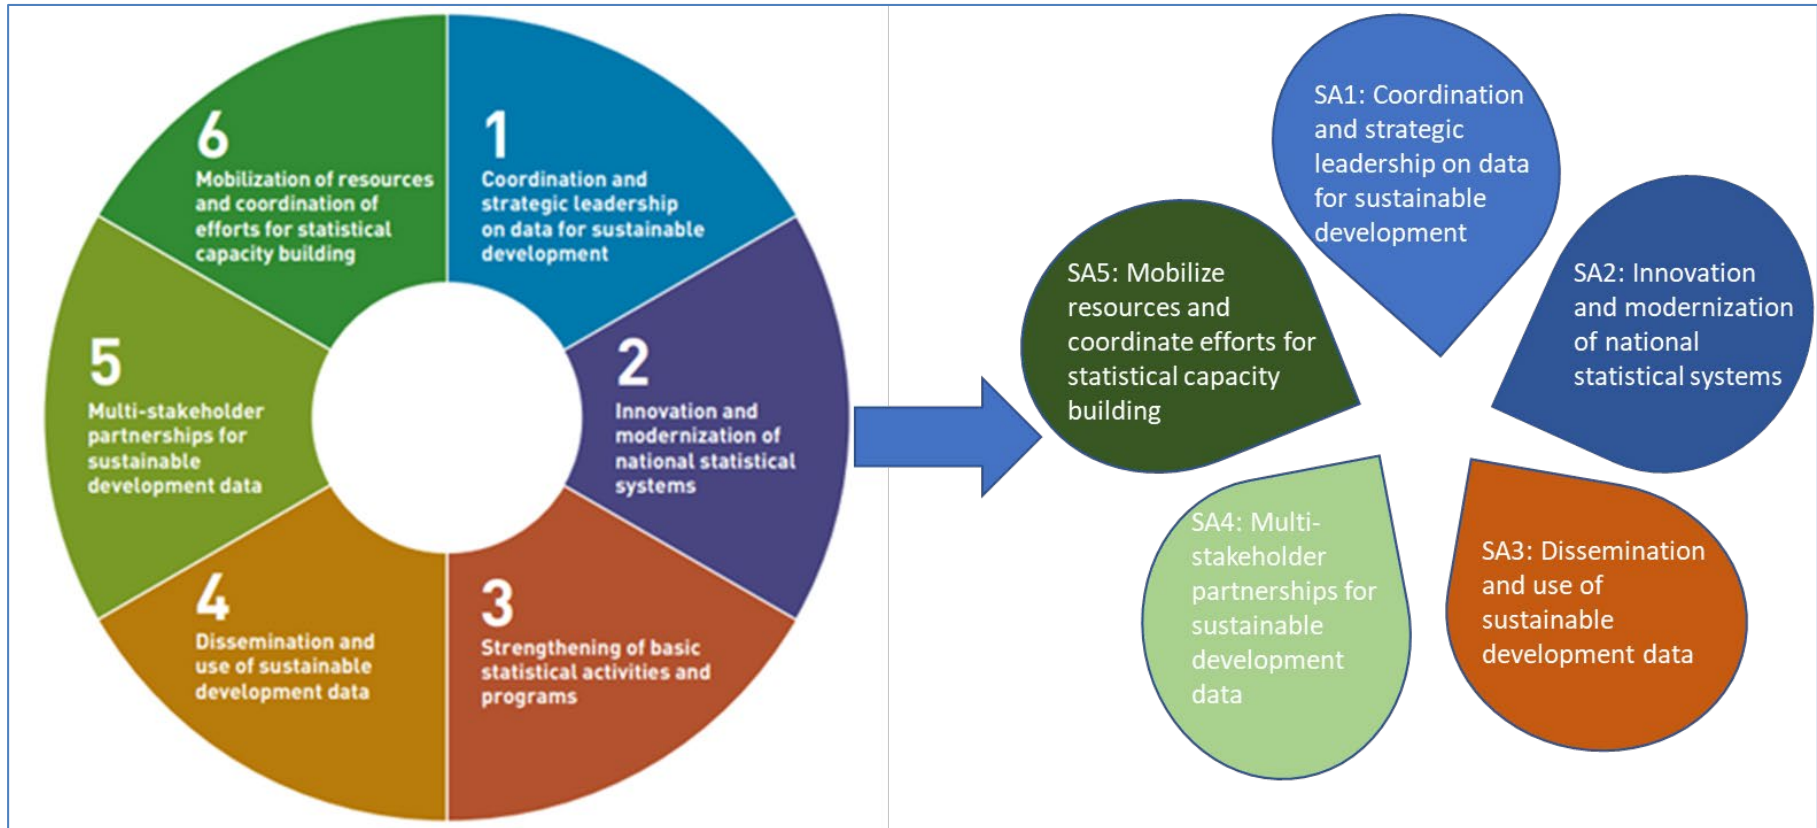 1
Coordination and
strategic leadership
on data for sustainable
development
2
Innovation and
modernization of
national statistical
systems
3
Strengthening of basic
statistical activities and
programs
4
Dissemination and
use of sustainable
development data
5
Multi-stakeholder
partnerships for
sustainable
development data
6
Mobilization of resources
and coordination of
efforts for statistical
capacity building
SA1: Coordination
and strategic
leadership on data
for sustainable
development
SA2: Innovation
and modernization
of national
statistical systems
SA3: Dissemination
and use of
sustainable
development data
SA4: Multi-
stakeholder
partnerships for
sustainable
development
data
SA5: Mobilize
resources and
coordinate efforts for
statistical capacity
building